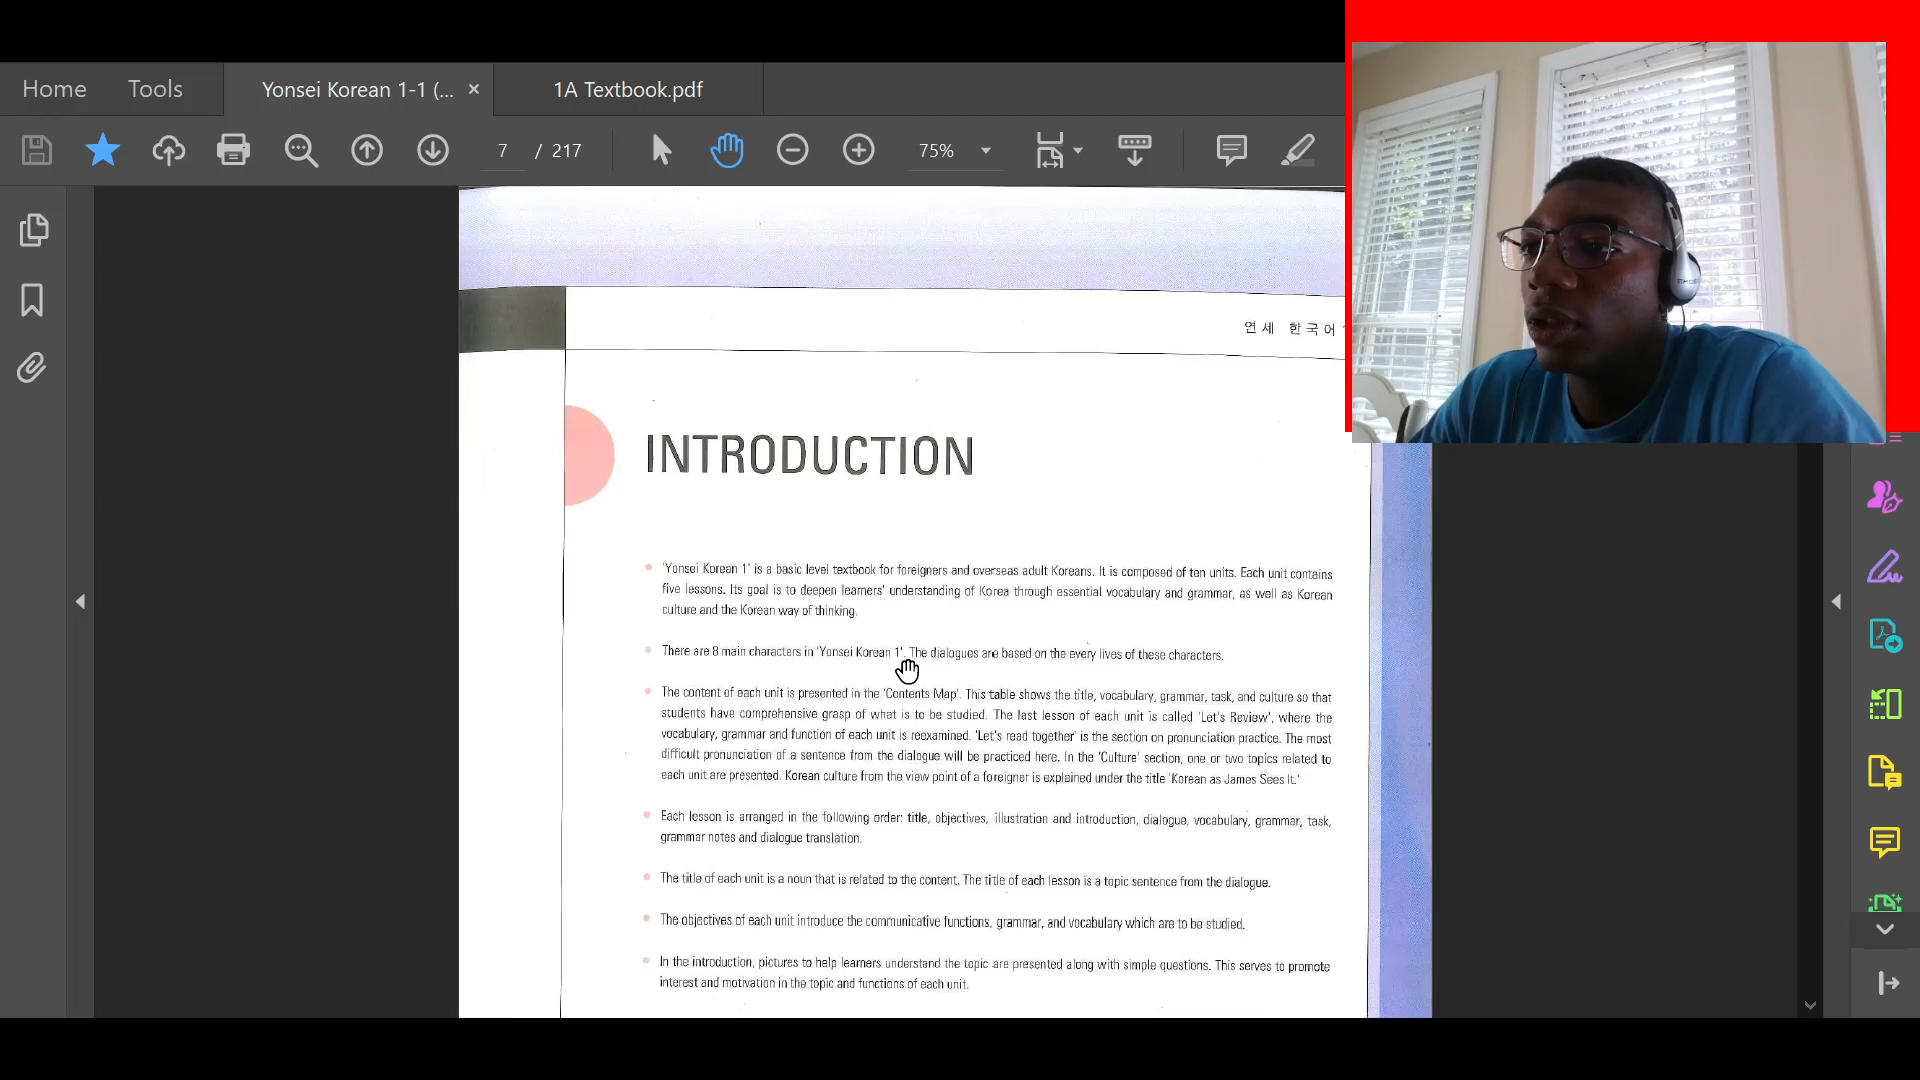 Home Tools Yonsei Korean 1-1 (... 1A Textbook.pdf
7 / 217 75%
연세 한국어
INTRODUCTION
'Yonsei Korean 1' is a basic level textbook for foreigners and overseas adult Koreans. It is composed of ten units. Each unit contains
five lessons. Its goal is to deepen learners' understanding of Korea through essential vocabulary and grammar, as well as Korean
culture and the Korean way of thinking.
There are 8 main characters in 'Yonsei Korean 1'. The dialogues are based on the every lives of these characters.
The content of each unit is presented in the 'Contents Map'. This table shows the title, vocabulary, grammar, task, and culture so that
students have comprehensive grasp of what is to be studied. The last lesson of each unit is called 'Let's Review', where the
vocabulary, grammar and function of each unit is reexamined. 'Let's read together' is the section on pronunciation practice. The most
difficult pronunciation of a sentence from the dialogue will be practiced here. In the 'Culture' section, one or two topics related to
each unit are presented. Korean culture from the view point of a foreigner is explained under the title 'Korean as James Sees It.'
Each lesson is arranged in the following order: title, objectives, illustration and introduction, dialogue, vocabulary, grammar, task,
grammar notes and dialogue translation.
The title of each unit is a noun that is related to the content. The title of each lesson is a topic sentence from the dialogue.
The objectives of each unit introduce the communicative functions, grammar, and vocabulary which are to be studied.
In the introduction, pictures to help learners understand the topic are presented along with simple questions. This serves to promote
interest and motivation in the topic and functions of each unit.